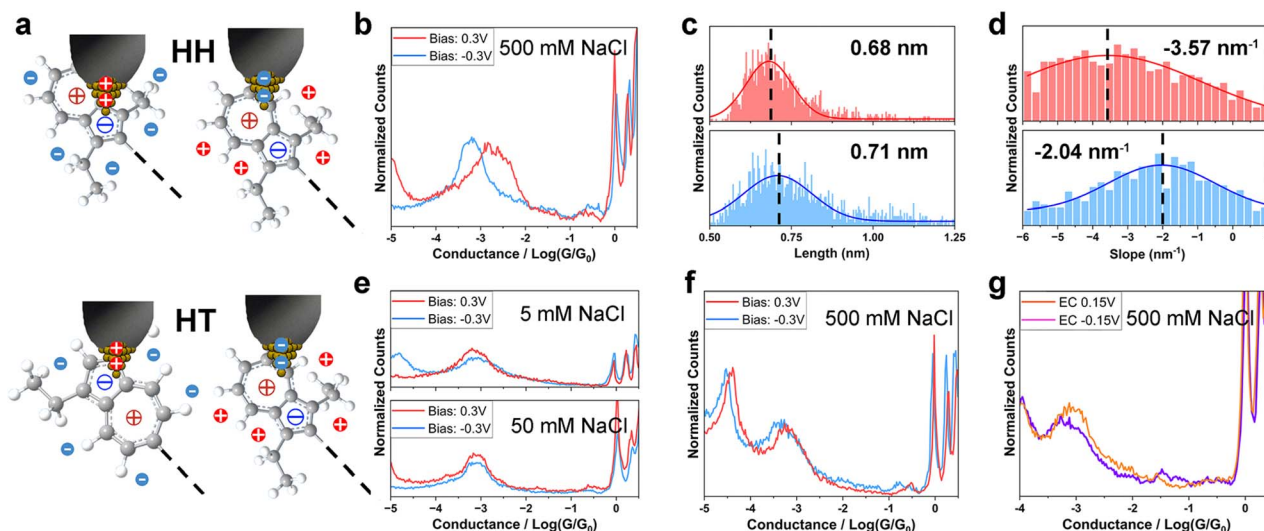 a
HH
HT
b
Bias: 0.3V
Bias: -0.3V
500 mM NaCl
Normalized Counts
-5 -4 -3 -2 -1 0
Conductance / Log(G/G₀)
c
0.68 nm
Normalized Counts
0.71 nm
0.50 0.75 1.00 1.25
Length (nm)
d
-3.57 nm⁻¹
Normalized Counts
-2.04 nm⁻¹
−6 −5 −4 −3 −2 −1 0
Slope (nm⁻¹)
e
Bias: 0.3V
Bias: -0.3V
5 mM NaCl
Normalized Counts
Bias: 0.3V
Bias: -0.3V
50 mM NaCl
-5 -4 -3 -2 -1 0
Conductance / Log(G/G₀)
f
Bias: 0.3V
Bias: -0.3V
500 mM NaCl
Normalized Counts
-5 -4 -3 -2 -1 0
Conductance / Log(G/G₀)
g
EC 0.15V
EC -0.15V
500 mM NaCl
Normalized Counts
-4 -3 -2 -1 0
Conductance / Log(G/G₀)